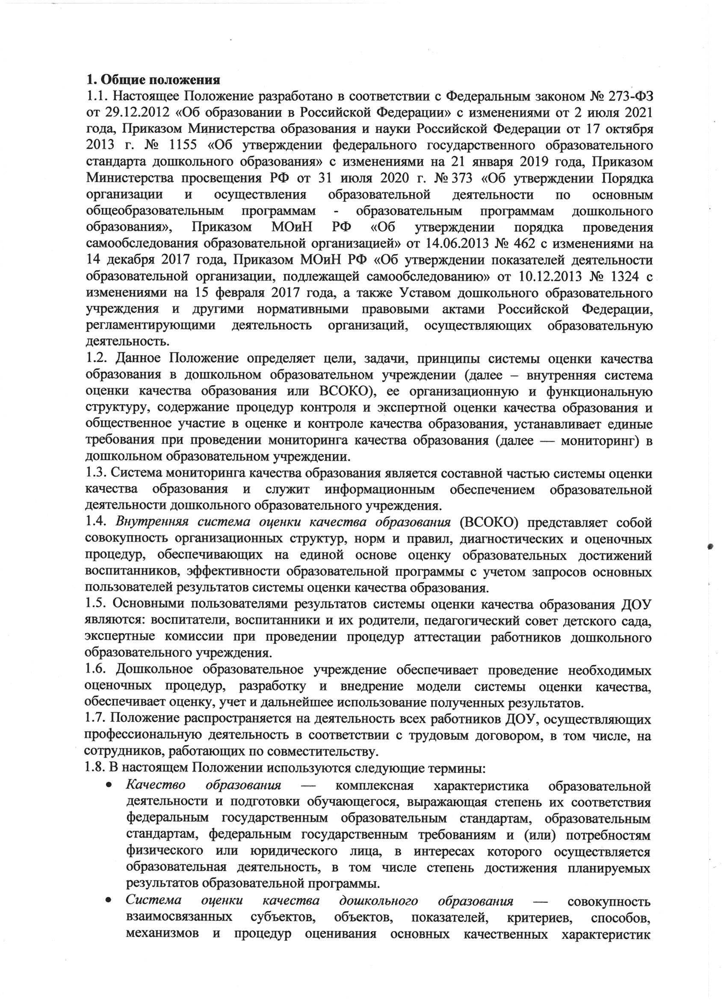 1. Общие положения
1.1. Настоящее Положение разработано в соответствии с Федеральным законом № 273-ФЗ
от 29.12.2012 «Об образовании в Российской Федерации» с изменениями от 2 июля 2021
года, Приказом Министерства образования и науки Российской Федерации от 17 октября
2013 г. № 1155 «Об утверждении федерального государственного образовательного
стандарта дошкольного образования» с изменениями на 21 января 2019 года, Приказом
Министерства просвещения РФ от 31 июля 2020 г. № 373 «Об утверждении Порядка
организации и осуществления образовательной деятельности по основным
общеобразовательным программам - образовательным программам дошкольного
образования», Приказом МОиН РФ «Об утверждении порядка проведения
самообследования образовательной организацией» от 14.06.2013 № 462 с изменениями на
14 декабря 2017 года, Приказом МОиН РФ «Об утверждении показателей деятельности
образовательной организации, подлежащей самообследованию» от 10.12.2013 № 1324 с
изменениями на 15 февраля 2017 года, а также Уставом дошкольного образовательного
учреждения и другими нормативными правовыми актами Российской Федерации,
регламентирующими деятельность организаций, осуществляющих образовательную
деятельность.
1.2. Данное Положение определяет цели, задачи, принципы системы оценки качества
образования в дошкольном образовательном учреждении (далее – внутренняя система
оценки качества образования или ВСОКО), ее организационную и функциональную
структуру, содержание процедур контроля и экспертной оценки качества образования и
общественное участие в оценке и контроле качества образования, устанавливает единые
требования при проведении мониторинга качества образования (далее — мониторинг) в
дошкольном образовательном учреждении.
1.3. Система мониторинга качества образования является составной частью системы оценки
качества образования и служит информационным обеспечением образовательной
деятельности дошкольного образовательного учреждения.
1.4. Внутренняя система оценки качества образования (ВСОКО) представляет собой
совокупность организационных структур, норм и правил, диагностических и оценочных
процедур, обеспечивающих на единой основе оценку образовательных достижений
воспитанников, эффективности образовательной программы с учетом запросов основных
пользователей результатов системы оценки качества образования.
1.5. Основными пользователями результатов системы оценки качества образования ДОУ
являются: воспитатели, воспитанники и их родители, педагогический совет детского сада,
экспертные комиссии при проведении процедур аттестации работников дошкольного
образовательного учреждения.
1.6. Дошкольное образовательное учреждение обеспечивает проведение необходимых
оценочных процедур, разработку и внедрение модели системы оценки качества,
обеспечивает оценку, учет и дальнейшее использование полученных результатов.
1.7. Положение распространяется на деятельность всех работников ДОУ, осуществляющих
профессиональную деятельность в соответствии с трудовым договором, в том числе, на
сотрудников, работающих по совместительству.
1.8. В настоящем Положении используются следующие термины:
• Качество образования — комплексная характеристика образовательной
деятельности и подготовки обучающегося, выражающая степень их соответствия
федеральным государственным образовательным стандартам, образовательным
стандартам, федеральным государственным требованиям и (или) потребностям
физического или юридического лица, в интересах которого осуществляется
образовательная деятельность, в том числе степень достижения планируемых
результатов образовательной программы.
• Система оценки качества дошкольного образования — совокупность
взаимосвязанных субъектов, объектов, показателей, критериев, способов,
механизмов и процедур оценивания основных качественных характеристик